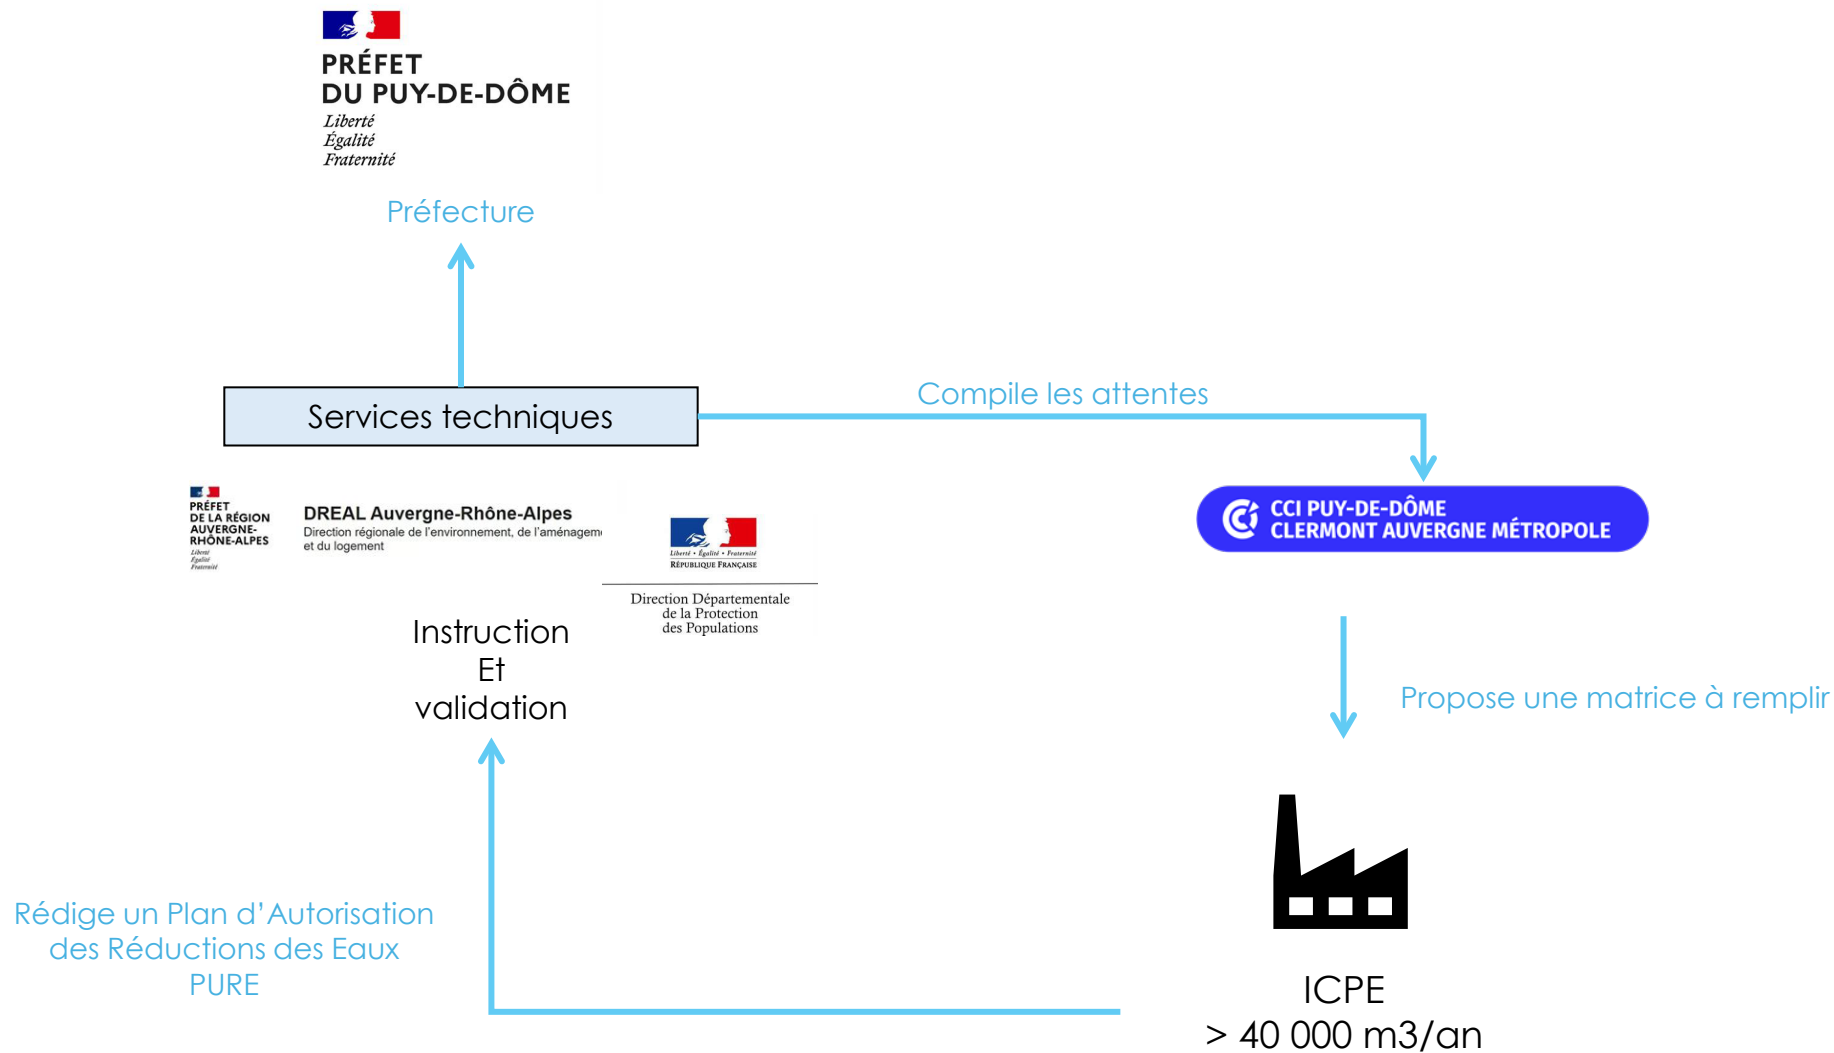 PRÉFET
DU PUY-DE-DÔME
Liberté
Égalité
Fraternité
Préfecture
Services techniques
Compile les attentes
PRÉFET
DE LA RÉGION
AUVERGNE-
RHÔNE-ALPES
Liberté
Égalité
Fraternité
DREAL Auvergne-Rhône-Alpes
Direction régionale de l'environnement, de l'aménagem
et du logement
Liberté • Égalité • Fraternité
RÉPUBLIQUE FRANÇAISE
Direction Départementale
de la Protection
des Populations
CCI PUY-DE-DÔME
CLERMONT AUVERGNE MÉTROPOLE
Instruction
Et
validation
Propose une matrice à remplir
Rédige un Plan d'Autorisation
des Réductions des Eaux
PURE
ICPE
> 40 000 m3/an